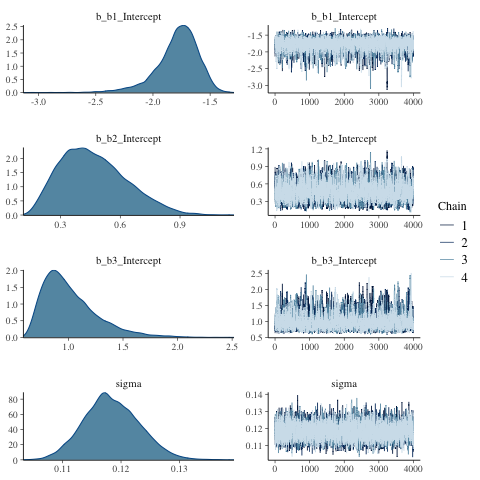 b_b1_Intercept
2.5
2.0
1.5
1.0
0.5
0.0
-3.0 -2.5 -2.0 -1.5
b_b1_Intercept
-1.5
-2.0
-2.5
-3.0
0 1000 2000 3000 4000
b_b2_Intercept
2.0
1.5
1.0
0.5
0.0
0.3 0.6 0.9
b_b2_Intercept
1.2
0.9
0.6
0.3
0 1000 2000 3000 4000
b_b3_Intercept
2.0
1.5
1.0
0.5
0.0
1.0 1.5 2.0 2.5
b_b3_Intercept
2.5
2.0
1.5
1.0
0.5
0 1000 2000 3000 4000
sigma
80
60
40
20
0
0.11 0.12 0.13
sigma
0.14
0.13
0.12
0.11
0 1000 2000 3000 4000
Chain
1
2
3
4